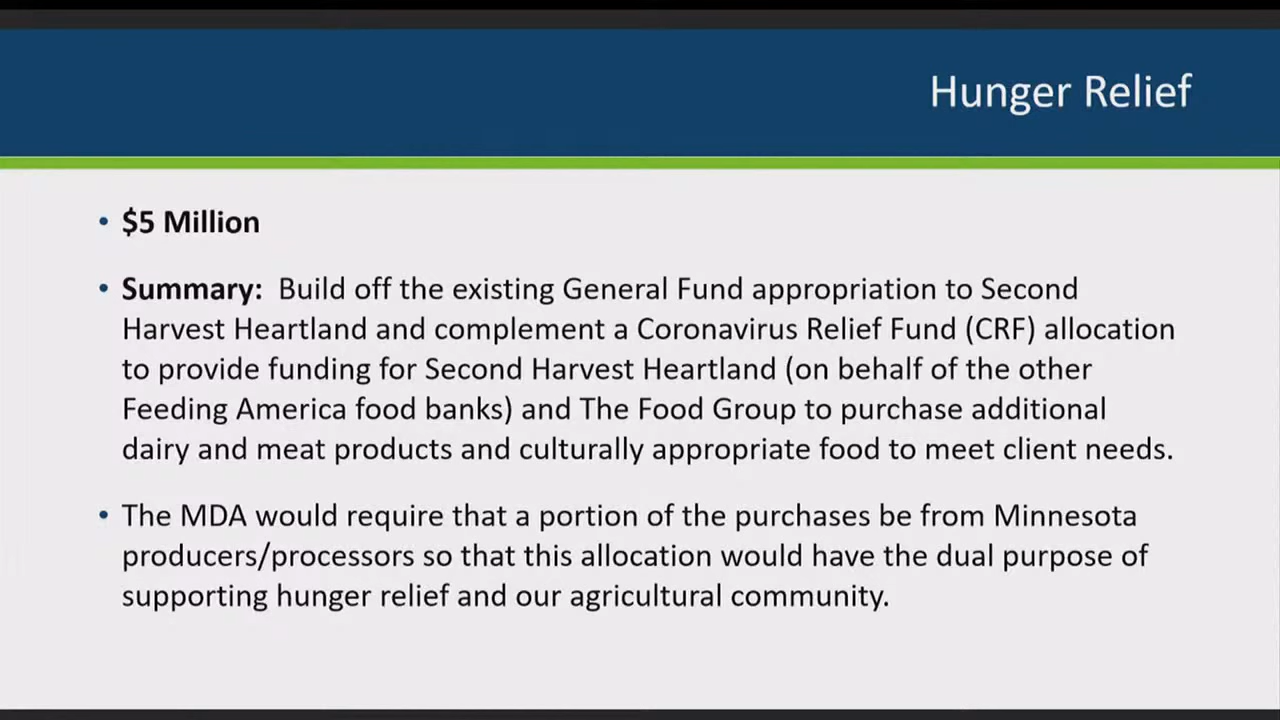 Hunger Relief
• $5 Million
• Summary: Build off the existing General Fund appropriation to Second
Harvest Heartland and complement a Coronavirus Relief Fund (CRF) allocation
to provide funding for Second Harvest Heartland (on behalf of the other
Feeding America food banks) and The Food Group to purchase additional
dairy and meat products and culturally appropriate food to meet client needs.
• The MDA would require that a portion of the purchases be from Minnesota
producers/processors so that this allocation would have the dual purpose of
supporting hunger relief and our agricultural community.